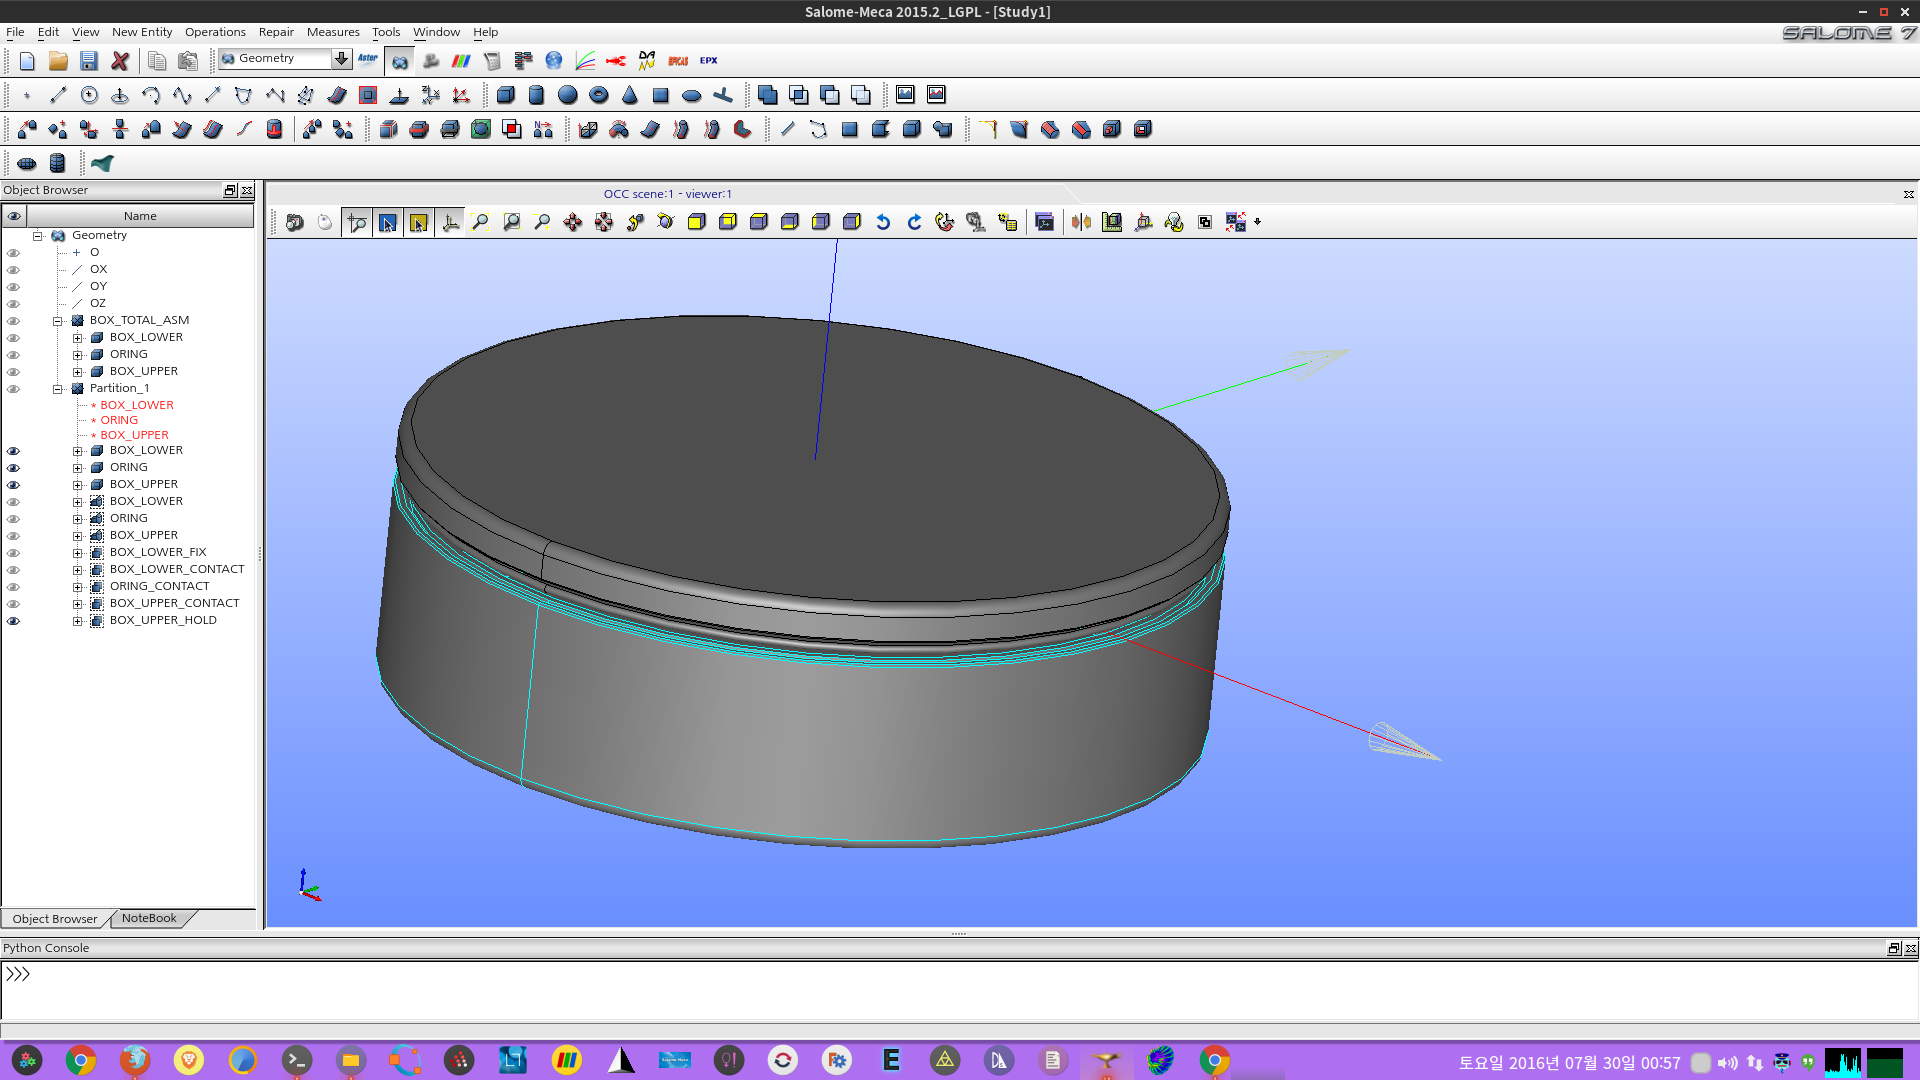 Salome-Meca 2015.2_LGPL - [Study1]
File Edit View New Entity Operations Repair Measures Tools Window Help
SALOME 7
Geometry
Aster
EFICAS
EPX
Object Browser
OCC scene:1 - viewer:1
Name
Geometry
O
OX
OY
OZ
BOX_TOTAL_ASM
BOX_LOWER
ORING
BOX_UPPER
Partition_1
* BOX_LOWER
* ORING
* BOX_UPPER
BOX_LOWER
ORING
BOX_UPPER
BOX_LOWER
ORING
BOX_UPPER
BOX_LOWER_FIX
BOX_LOWER_CONTACT
ORING_CONTACT
BOX_UPPER_CONTACT
BOX_UPPER_HOLD
Object Browser NoteBook
Python Console
>>>
토요일 2016년 07월 30일 00:57